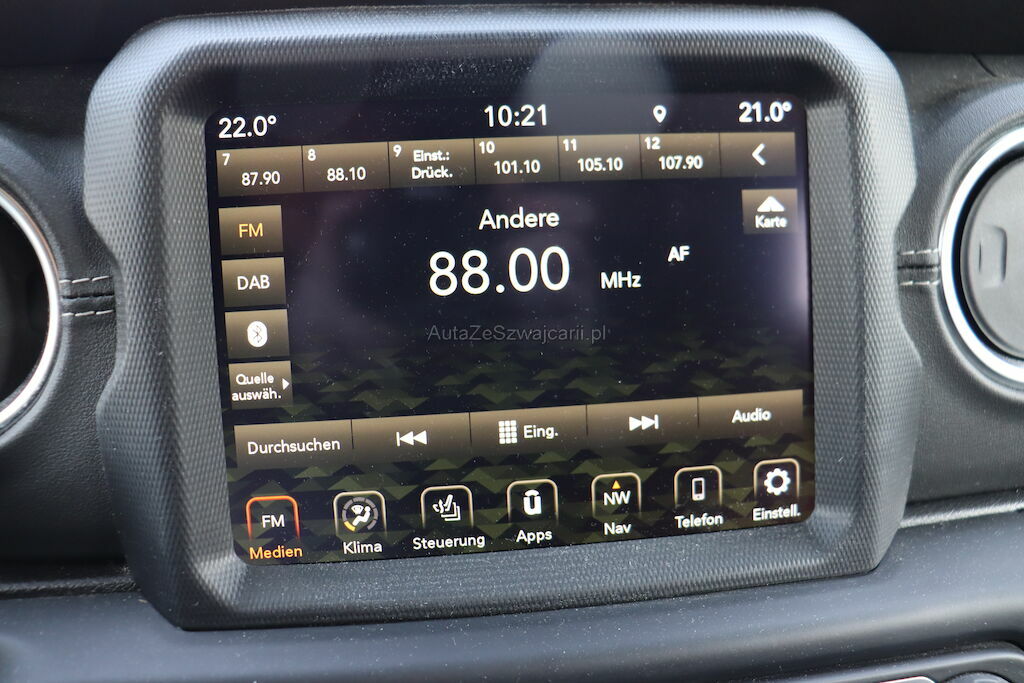 22.0°
10:21
21.0°
7
87.90
8
88.10
9
Einst.:
Drück.
10
101.10
11
105.10
12
107.90
FM
Andere
Karte
88.00 MHz
AF
DAB
AutaZeSzwajcarii.pl
Quelle
auswäh.
Durchsuchen
Eing.
Audio
FM
Medien
Klima
Steuerung
Apps
NW
Nav
Telefon
Einstell.